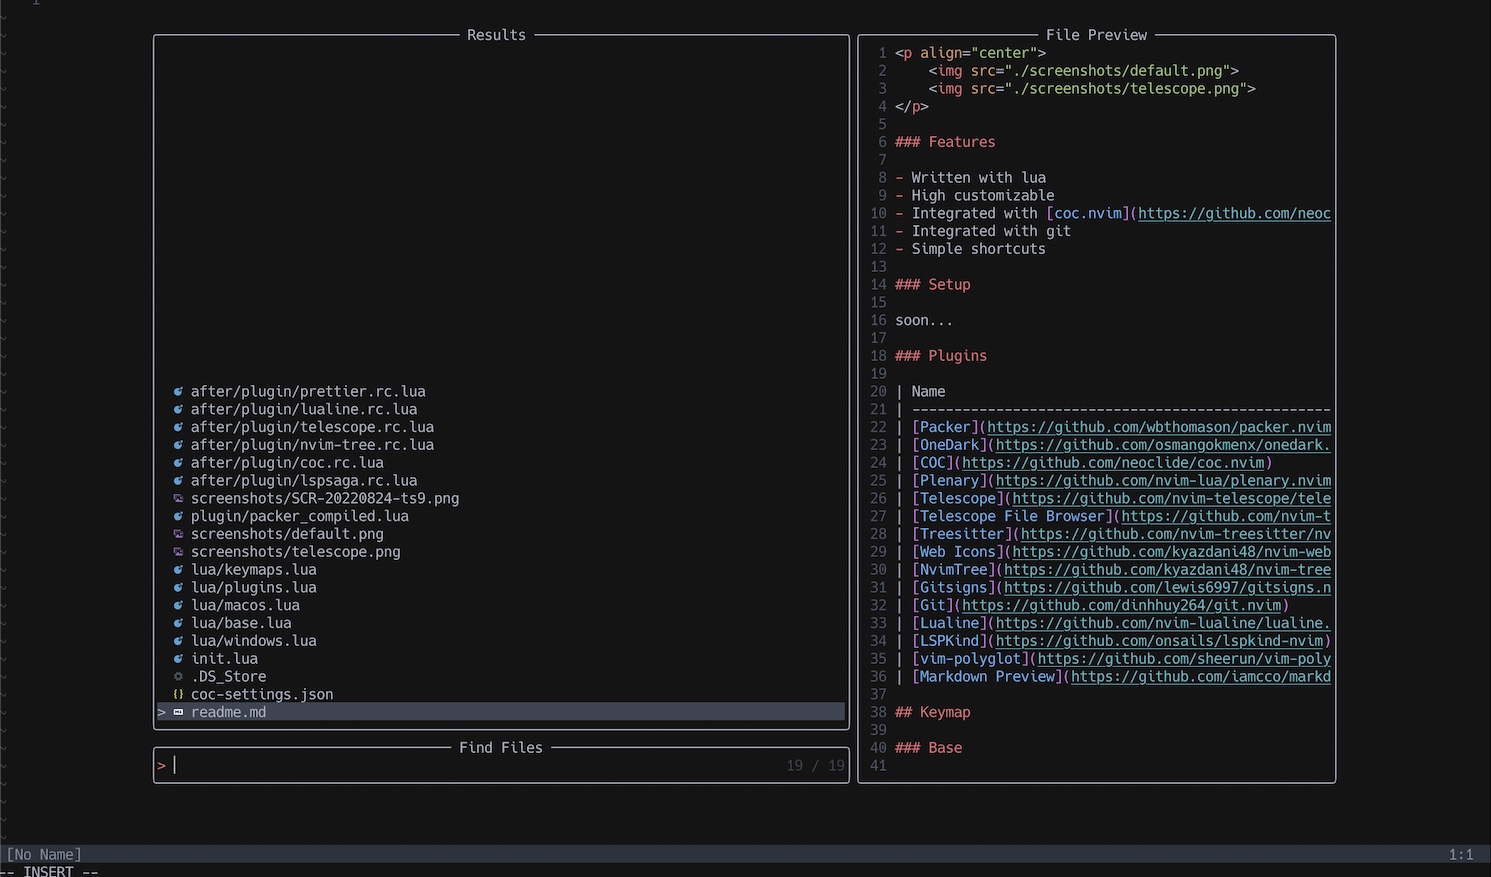 1
Results
after/plugin/prettier.rc.lua
after/plugin/lualine.rc.lua
after/plugin/telescope.rc.lua
after/plugin/nvim-tree.rc.lua
after/plugin/coc.rc.lua
after/plugin/lspsaga.rc.lua
screenshots/SCR-20220824-ts9.png
plugin/packer_compiled.lua
screenshots/default.png
screenshots/telescope.png
lua/keymaps.lua
lua/plugins.lua
lua/macos.lua
lua/base.lua
lua/windows.lua
init.lua
.DS_Store
{} coc-settings.json
> readme.md
Find Files
> 19 / 19
File Preview
1 <p align="center">
2     <img src="./screenshots/default.png">
3     <img src="./screenshots/telescope.png">
4 </p>
5
6 ### Features
7
8 - Written with lua
9 - High customizable
10 - Integrated with [coc.nvim](https://github.com/neoc
11 - Integrated with git
12 - Simple shortcuts
13
14 ### Setup
15
16 soon...
17
18 ### Plugins
19
20 | Name
21 | --------------------------------------------------
22 | [Packer](https://github.com/wbthomason/packer.nvim
23 | [OneDark](https://github.com/osmangokmenx/onedark.
24 | [COC](https://github.com/neoclide/coc.nvim)
25 | [Plenary](https://github.com/nvim-lua/plenary.nvim
26 | [Telescope](https://github.com/nvim-telescope/tele
27 | [Telescope File Browser](https://github.com/nvim-t
28 | [Treesitter](https://github.com/nvim-treesitter/nv
29 | [Web Icons](https://github.com/kyazdani48/nvim-web
30 | [NvimTree](https://github.com/kyazdani48/nvim-tree
31 | [Gitsigns](https://github.com/lewis6997/gitsigns.n
32 | [Git](https://github.com/dinhhuy264/git.nvim)
33 | [Lualine](https://github.com/nvim-lualine/lualine.
34 | [LSPKind](https://github.com/onsails/lspkind-nvim)
35 | [vim-polyglot](https://github.com/sheerun/vim-poly
36 | [Markdown Preview](https://github.com/iamcco/markd
37
38 ## Keymap
39
40 ### Base
41
[No Name] 1:1
-- INSERT --